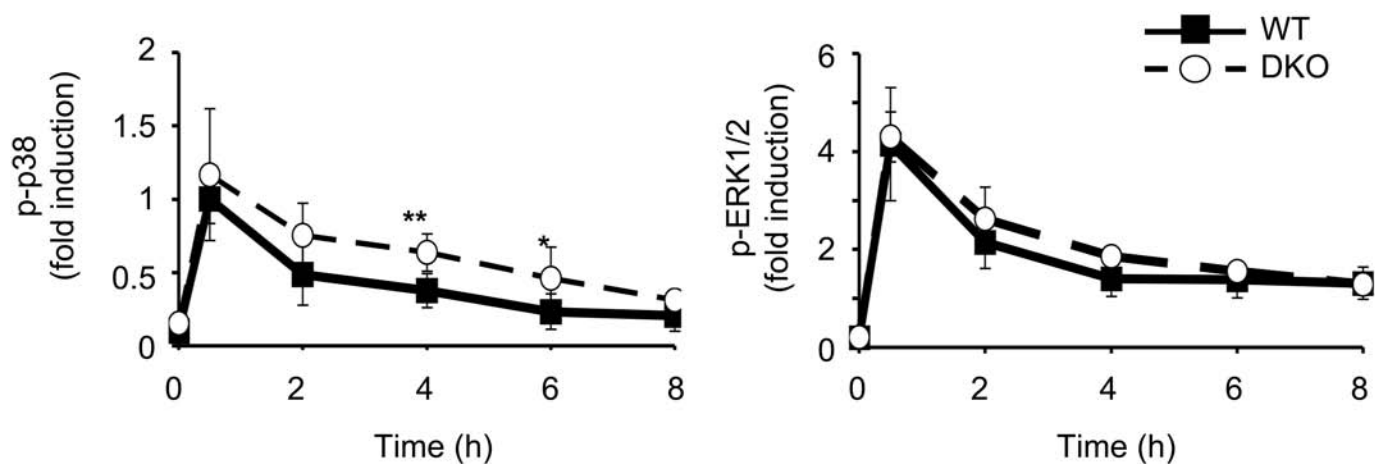 p-p38
(fold induction)
2
1.5
1
0.5
0
**
*
0 2 4 6 8
Time (h)
p-ERK1/2
(fold induction)
6
4
2
0
0 2 4 6 8
Time (h)
WT
DKO